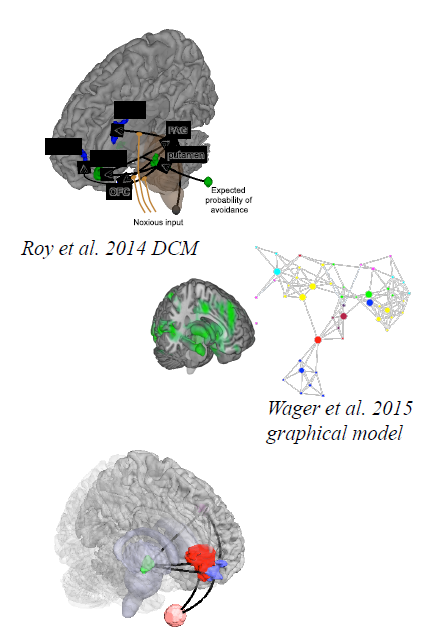 PAG
putamen
OFC
Expected
probability of
avoidance
Noxious input
Roy et al. 2014 DCM
Wager et al. 2015
graphical model